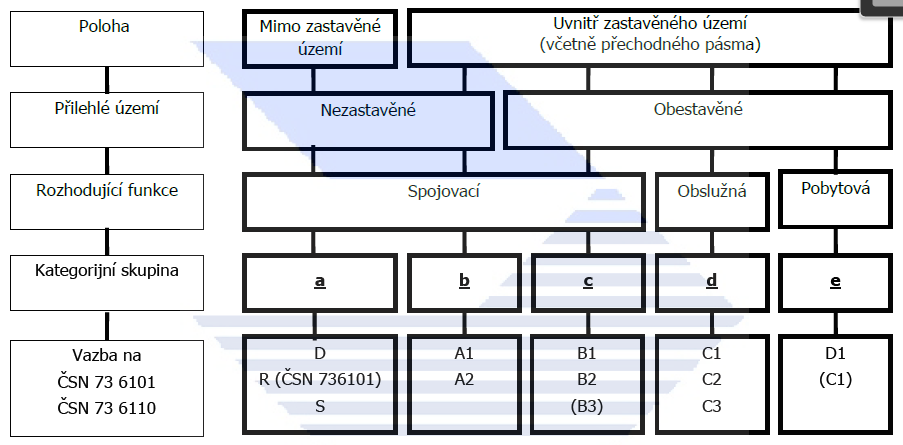 Poloha
Mimo zastavěné
území
Uvnitř zastavěného území
(včetně přechodného pásma)
Přilehlé území
Nezastavěné
Obestavěné
Rozhodující funkce
Spojovací
Obslužná
Pobytová
Kategorijní skupina
a
b
c
d
e
Vazba na
ČSN 73 6101
ČSN 73 6110
D
R (ČSN 736101)
S
A1
A2
B1
B2
(B3)
C1
C2
C3
D1
(C1)